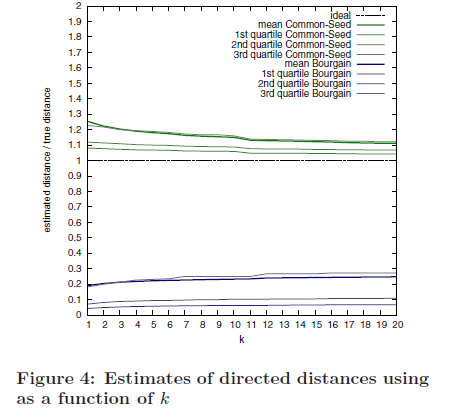 2
1.9
1.8
1.7
1.6
1.5
1.4
1.3
1.2
1.1
1
0.9
0.8
0.7
0.6
0.5
0.4
0.3
0.2
0.1
0
estimated distance / true distance
ideal
mean Common-Seed
1st quartile Common-Seed
2nd quartile Common-Seed
3rd quartile Common-Seed
mean Bourgain
1st quartile Bourgain
2nd quartile Bourgain
3rd quartile Bourgain
1 2 3 4 5 6 7 8 9 10 11 12 13 14 15 16 17 18 19 20
k
Figure 4: Estimates of directed distances using
as a function of k